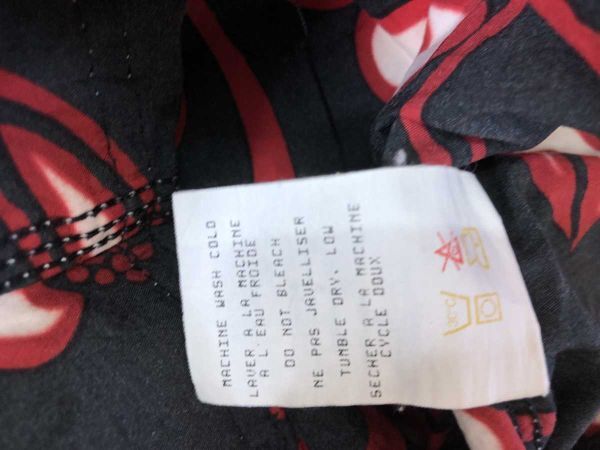 MACHINE WASH COLD
LAVER A LA MACHINE
A L. EAU FROIDE
DO NOT BLEACH
NE PAS JAVELLISER
TUMBLE DRY, LOW
SECHER A LA MACHINE
CYCLE DOUX
30°C